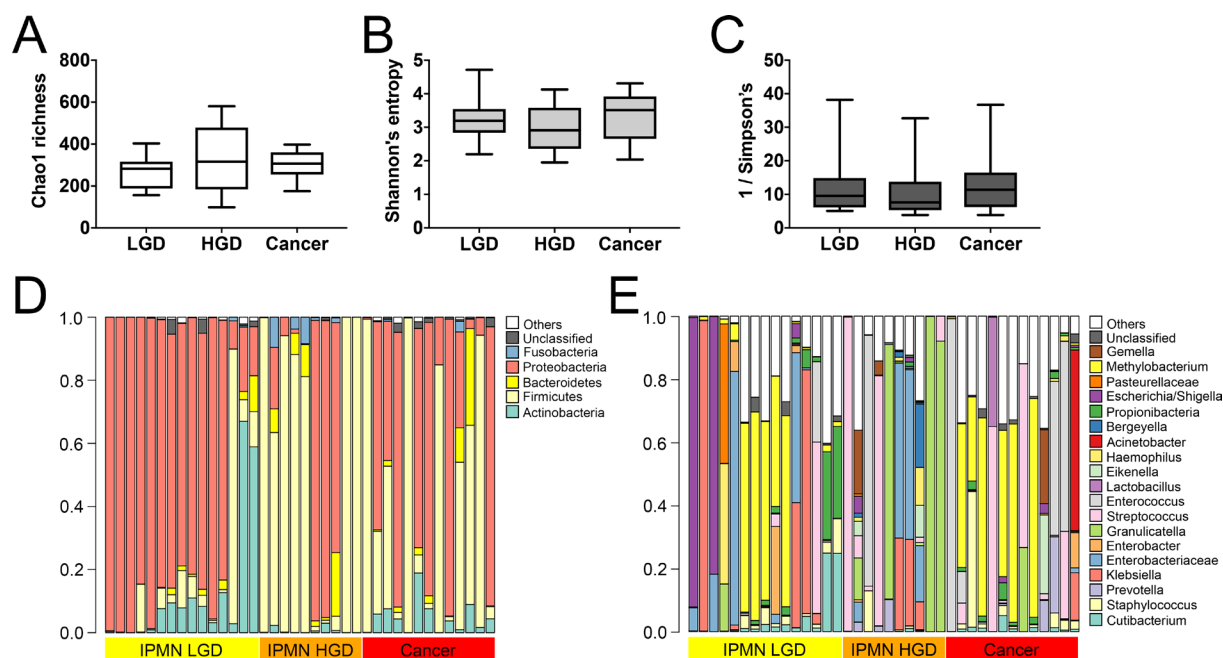 A
Chao1 richness
800
600
400
200
0
LGD HGD Cancer
B
Shannon's entropy
5
4
3
2
1
0
LGD HGD Cancer
C
1 / Simpson's
50
40
30
20
10
0
LGD HGD Cancer
D
1.0
0.8
0.6
0.4
0.2
0.0
IPMN LGD IPMN HGD Cancer
Others
Unclassified
Fusobacteria
Proteobacteria
Bacteroidetes
Firmicutes
Actinobacteria
E
1.0
0.8
0.6
0.4
0.2
0.0
IPMN LGD IPMN HGD Cancer
Others
Unclassified
Gemella
Methylobacterium
Pasteurellaceae
Escherichia/Shigella
Propionibacteria
Bergeyella
Acinetobacter
Haemophilus
Eikenella
Lactobacillus
Enterococcus
Streptococcus
Granulicatella
Enterobacter
Enterobacteriaceae
Klebsiella
Prevotella
Staphylococcus
Cutibacterium